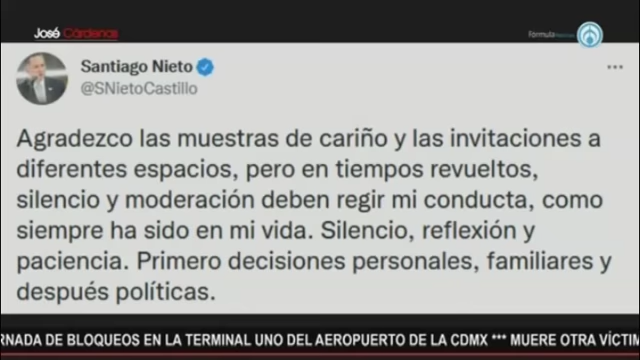 José Cárdenas
Fórmula
Santiago Nieto
@SNietoCastillo
Agradezco las muestras de cariño y las invitaciones a
diferentes espacios, pero en tiempos revueltos,
silencio y moderación deben regir mi conducta, como
siempre ha sido en mi vida. Silencio, reflexión y
paciencia. Primero decisiones personales, familiares y
después políticas.
RNADA DE BLOQUEOS EN LA TERMINAL UNO DEL AEROPUERTO DE LA CDMX *** MUERE OTRA VÍCTIM